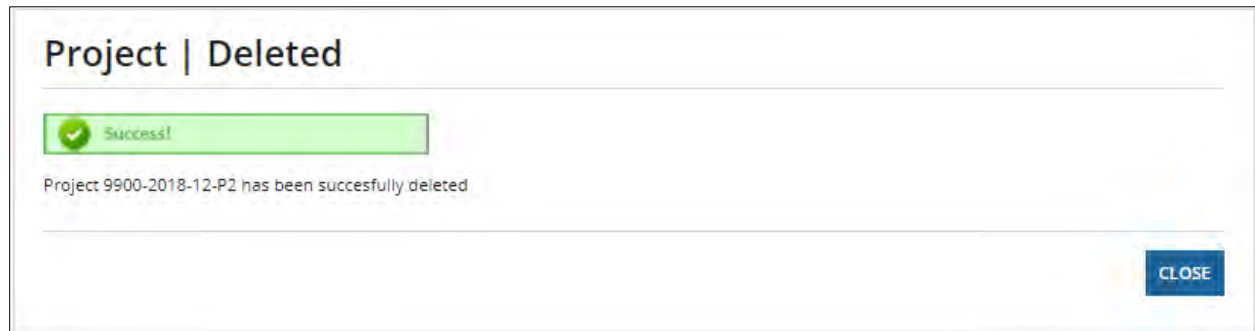 Project | Deleted
Success!
Project 9900-2018-12-P2 has been succesfully deleted
CLOSE